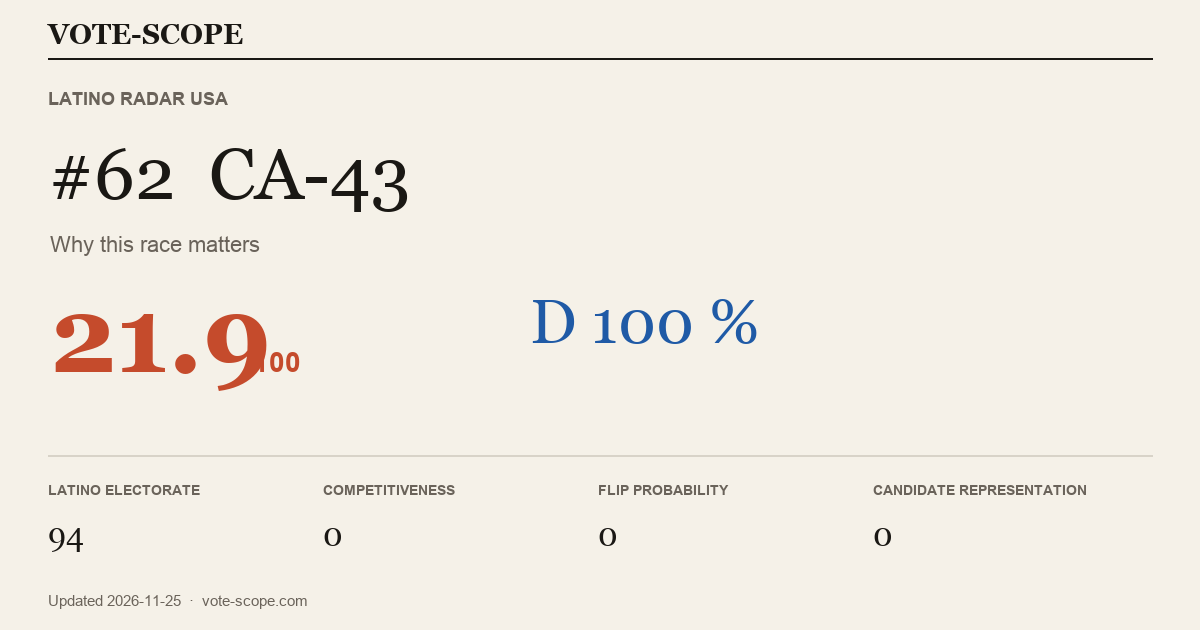 VOTE-SCOPE
LATINO RADAR USA
#62 CA-43
Why this race matters
21.9
D 100 %
LATINO ELECTORATE
COMPETITIVENESS
FLIP PROBABILITY
CANDIDATE REPRESENTATION
94
0
0
0
Updated 2026-11-25 · vote-scope.com